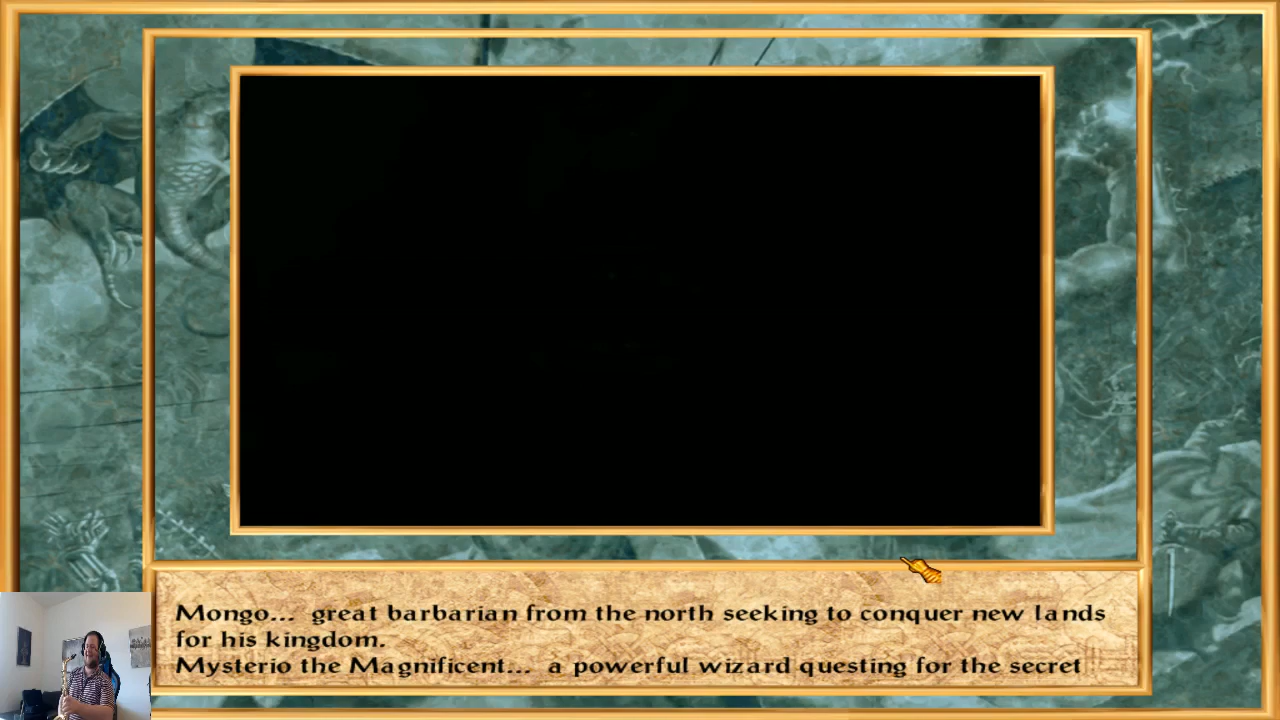 Mongo... great barbarian from the north seeking to conquer new lands
for his kingdom.
Mysterio the Magnificent... a powerful wizard questing for the secret